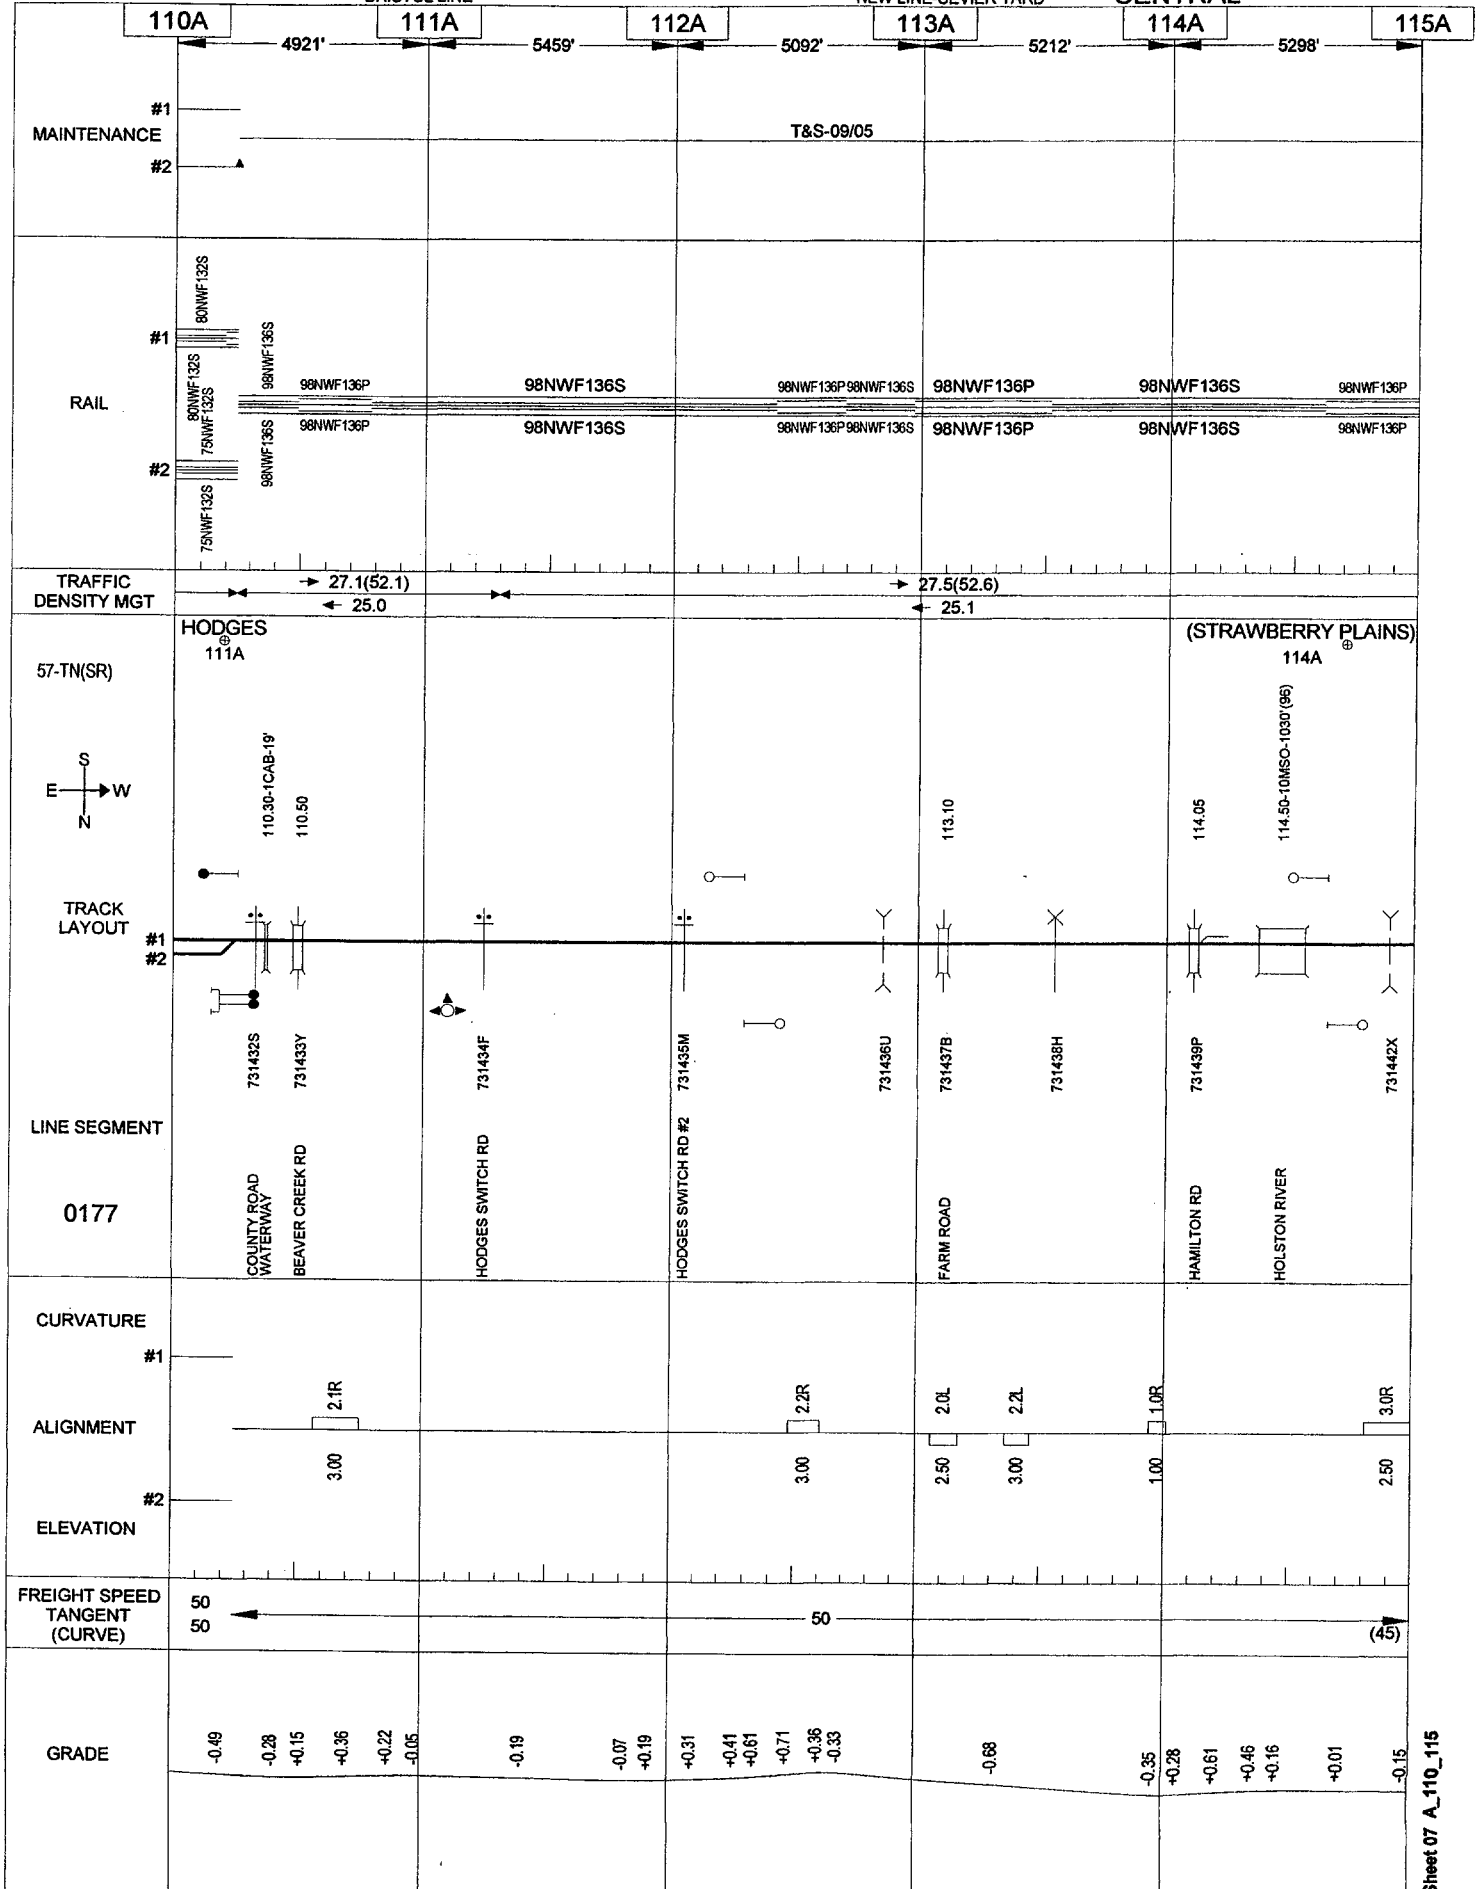 CENTRAL
110A 111A 112A 113A 114A 115A
4921' 5459' 5092' 5212' 5298'
#1
MAINTENANCE
T&S-09/05
#2
80NWF132S
#1
98NWF136S
80NWF132S
75NWF132S
RAIL
98NWF136P 98NWF136S 98NWF136P 98NWF136S 98NWF136P 98NWF136S 98NWF136P
98NWF136P 98NWF136S 98NWF136P 98NWF136S 98NWF136P 98NWF136S 98NWF136P
98NWF136S
#2
75NWF132S
TRAFFIC
DENSITY MGT
27.1(52.1) 27.5(52.6)
25.0 25.1
HODGES
111A
(STRAWBERRY PLAINS)
114A
57-TN(SR)
S
E W
N
110.30-1CAB-19'
110.50
113.10
114.05
114.50-10MSO-1030'(96)
TRACK
LAYOUT
#1
#2
731432S
731433Y
731434F
731435M
731436U
731437B
731438H
731439P
731442X
LINE SEGMENT
0177
COUNTY ROAD
WATERWAY
BEAVER CREEK RD
HODGES SWITCH RD
HODGES SWITCH RD #2
FARM ROAD
HAMILTON RD
HOLSTON RIVER
CURVATURE
#1
2.1R 2.2R 2.0L 2.2L 1.0R 3.0R
ALIGNMENT
3.00 3.00 2.50 3.00 1.00 2.50
#2
ELEVATION
FREIGHT SPEED
TANGENT
(CURVE)
50
50
50
(45)
GRADE
-0.49 -0.28 +0.15 +0.36 +0.22 -0.05 -0.19 -0.07 +0.19 +0.31 +0.41 +0.61 +0.71 +0.36 -0.33 -0.68 -0.35 +0.28 +0.61 +0.46 +0.16 +0.01 -0.15
Sheet 07 A_110_115